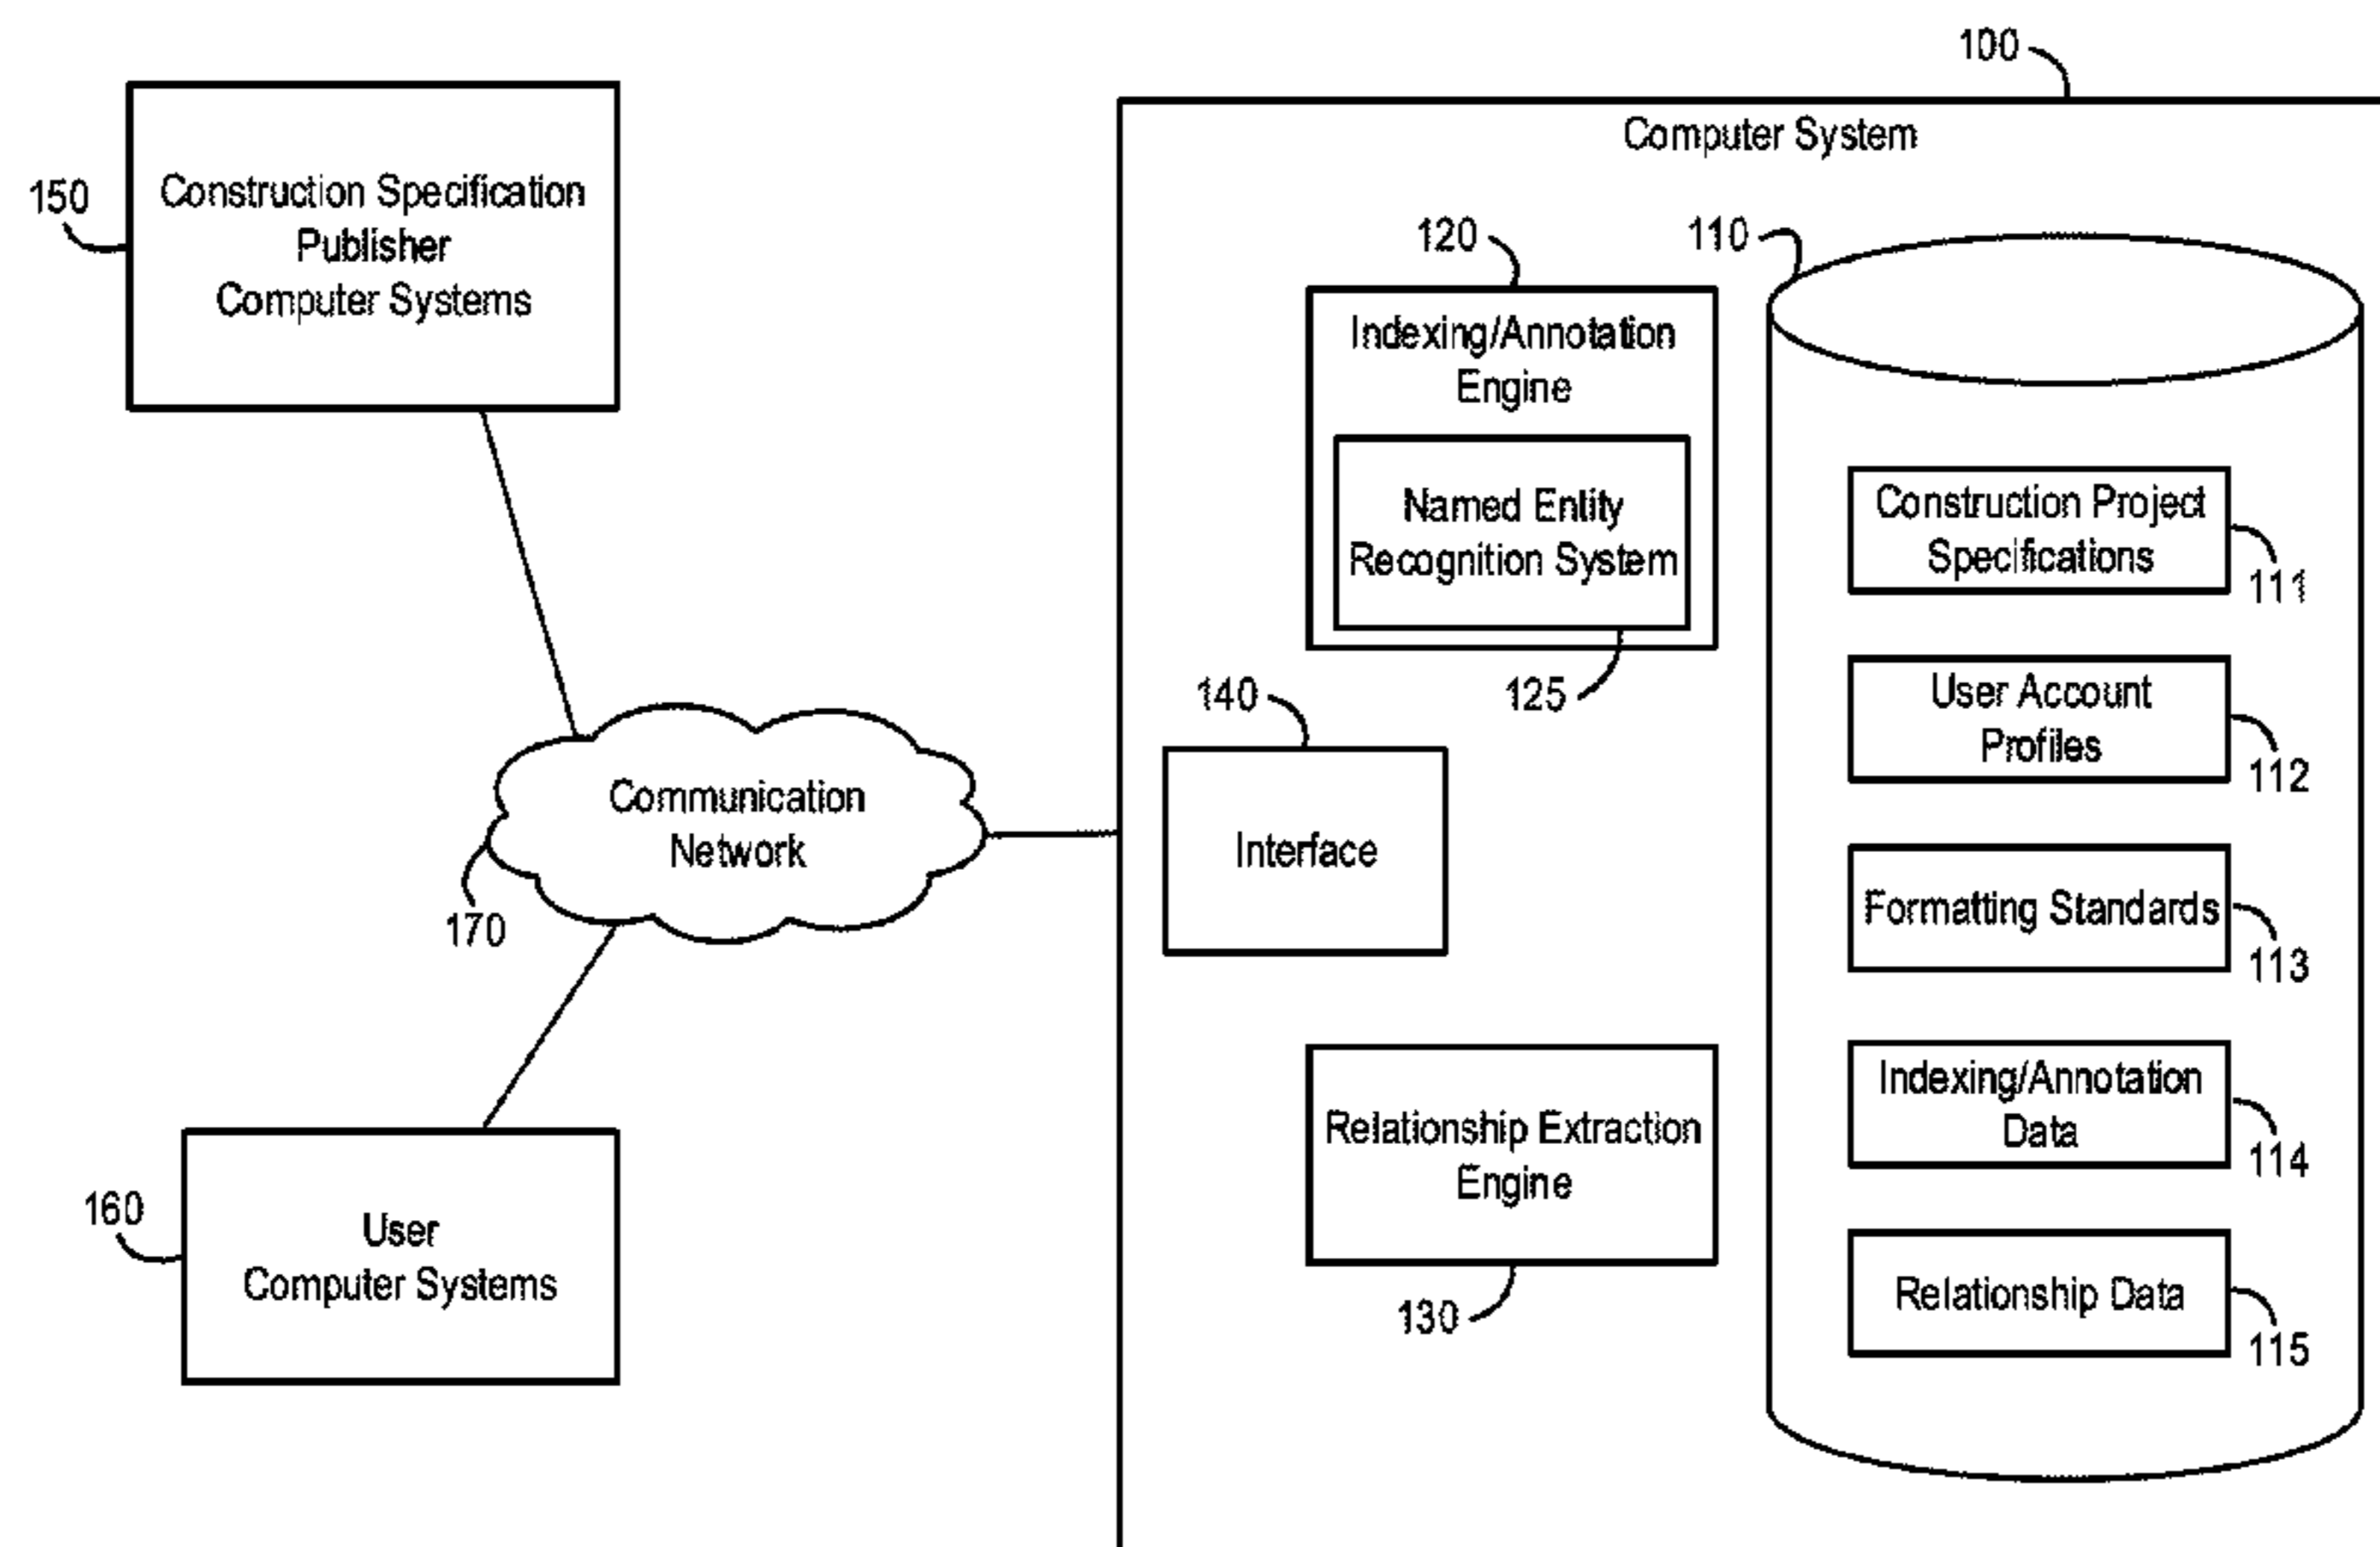 100
Computer System
150
Construction Specification
Publisher
Computer Systems
120
110
Indexing/Annotation
Engine
Named Entity
Recognition System
125
Construction Project
Specifications
111
User Account
Profiles
112
140
Interface
Communication
Network
170
Formatting Standards
113
Indexing/Annotation
Data
114
Relationship Extraction
Engine
130
160
User
Computer Systems
Relationship Data
115